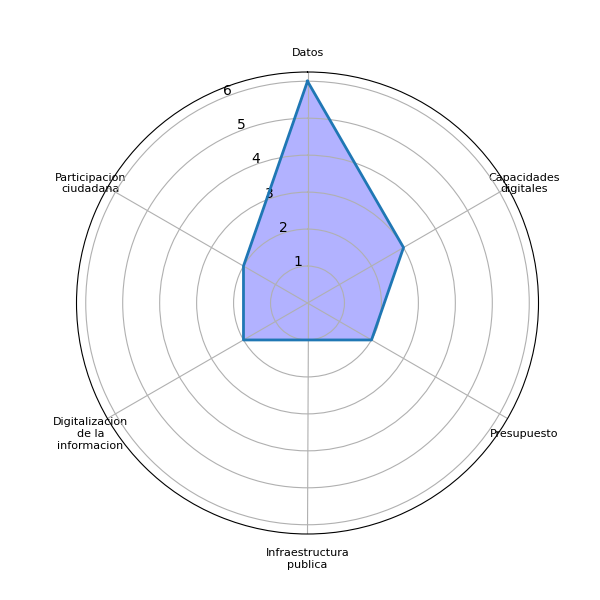 Datos
6
5
4
3
2
1
Participacion
ciudadana
Capacidades
digitales
Digitalizacion
de la
informacion
Presupuesto
Infraestructura
publica